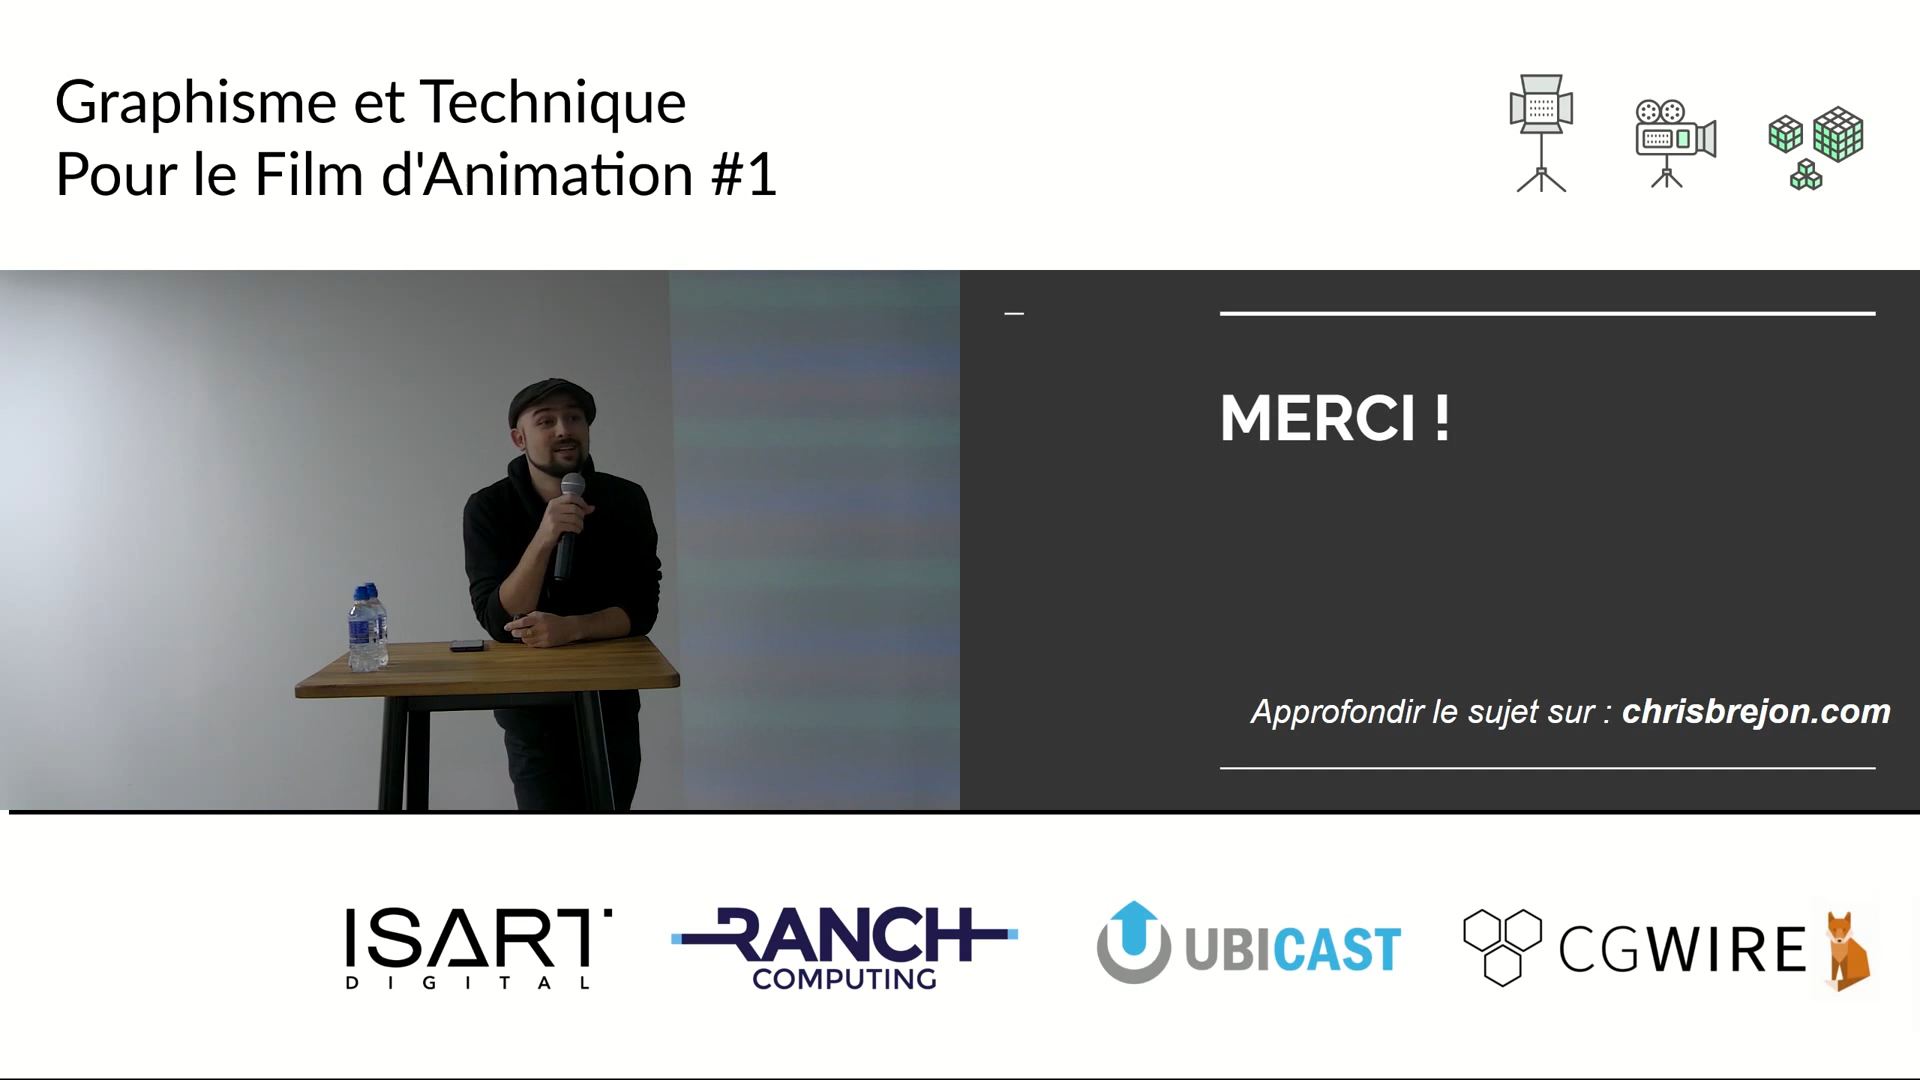 Graphisme et Technique
Pour le Film d'Animation #1
MERCI !
Approfondir le sujet sur : chrisbrejon.com
ISART
DIGITAL
RANCH
COMPUTING
UBICAST
CGWIRE